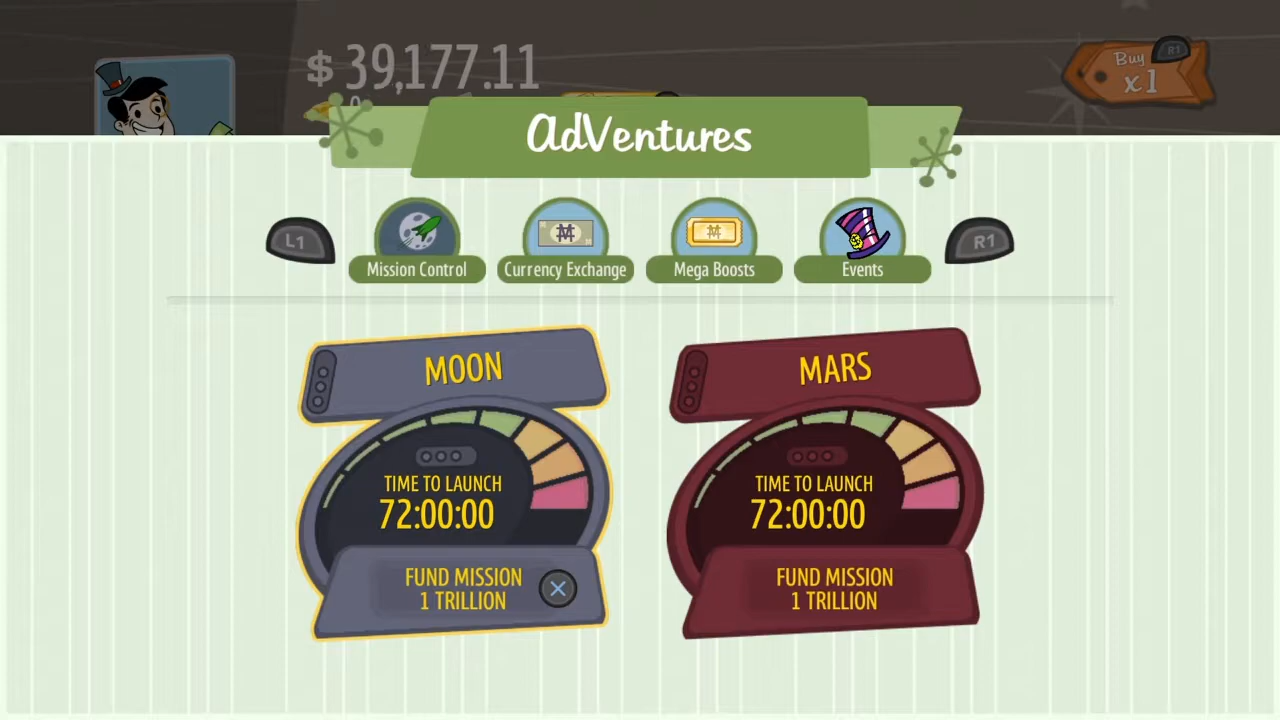 $ 39,177.11
Buy R1
x1
AdVentures
L1
R1
Mission Control
Currency Exchange
Mega Boosts
Events
MOON
TIME TO LAUNCH
72:00:00
FUND MISSION
1 TRILLION
MARS
TIME TO LAUNCH
72:00:00
FUND MISSION
1 TRILLION